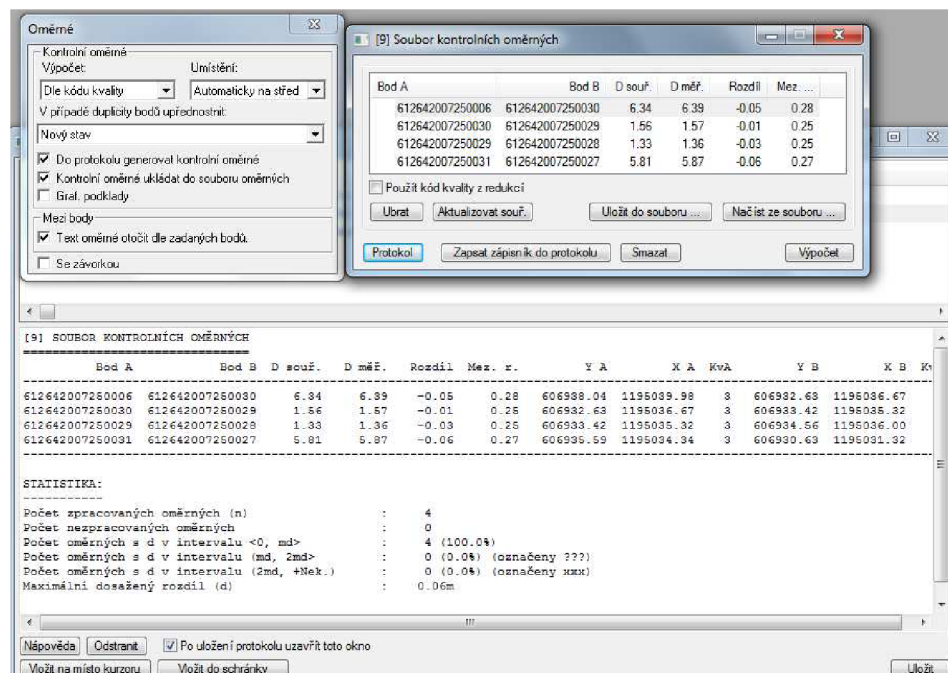 Oměrné
Kontrolní oměrné
Výpočet: Umístění:
Dle kódu kvality Automaticky na střed
V případě duplicity bodů upřednostnit:
Nový stav
Do protokolu generovat kontrolní oměrné
Kontrolní oměrné ukládat do souboru oměrných
Graf. podklady
Mezi body
Text oměrné otočit dle zadaných bodů.
Se závorkou
[9] Soubor kontrolních oměrných
Bod A Bod B D souř. D měř. Rozdíl Mez. ...
612642007250006 612642007250030 6.34 6.39 -0.05 0.28
612642007250030 612642007250029 1.56 1.57 -0.01 0.25
612642007250029 612642007250028 1.33 1.36 -0.03 0.25
612642007250031 612642007250027 5.81 5.87 -0.06 0.27
Použít kód kvality z redukcí
Ubrat Aktualizovat souř. Uložit do souboru ... Načíst ze souboru ...
Protokol Zapsat zápisník do protokolu Smazat Výpočet
[9] SOUBOR KONTROLNÍCH OMĚRNÝCH
================================
Bod A Bod B D souř. D měř. Rozdíl Mez. r. Y A X A KvA Y B X B Kv
612642007250006 612642007250030 6.34 6.39 -0.05 0.28 606938.04 1195039.98 3 606932.63 1195036.67
612642007250030 612642007250029 1.56 1.57 -0.01 0.25 606932.63 1195036.67 3 606933.42 1195035.32
612642007250029 612642007250028 1.33 1.36 -0.03 0.25 606933.42 1195035.32 3 606934.56 1195036.00
612642007250031 612642007250027 5.81 5.87 -0.06 0.27 606935.59 1195034.34 3 606930.63 1195031.32
STATISTIKA:
-----------
Počet zpracovaných oměrných (n) : 4
Počet nezpracovaných oměrných : 0
Počet oměrných s d v intervalu <0, md> : 4 (100.0%)
Počet oměrných s d v intervalu (md, 2md> : 0 (0.0%) (označeny ???)
Počet oměrných s d v intervalu (2md, +Nek.) : 0 (0.0%) (označeny xxx)
Maximální dosažený rozdíl (d) : 0.06m
Nápověda Odstranit Po uložení protokolu uzavřít toto okno
Vložit na místo kurzoru Vložit do schránky Uložit